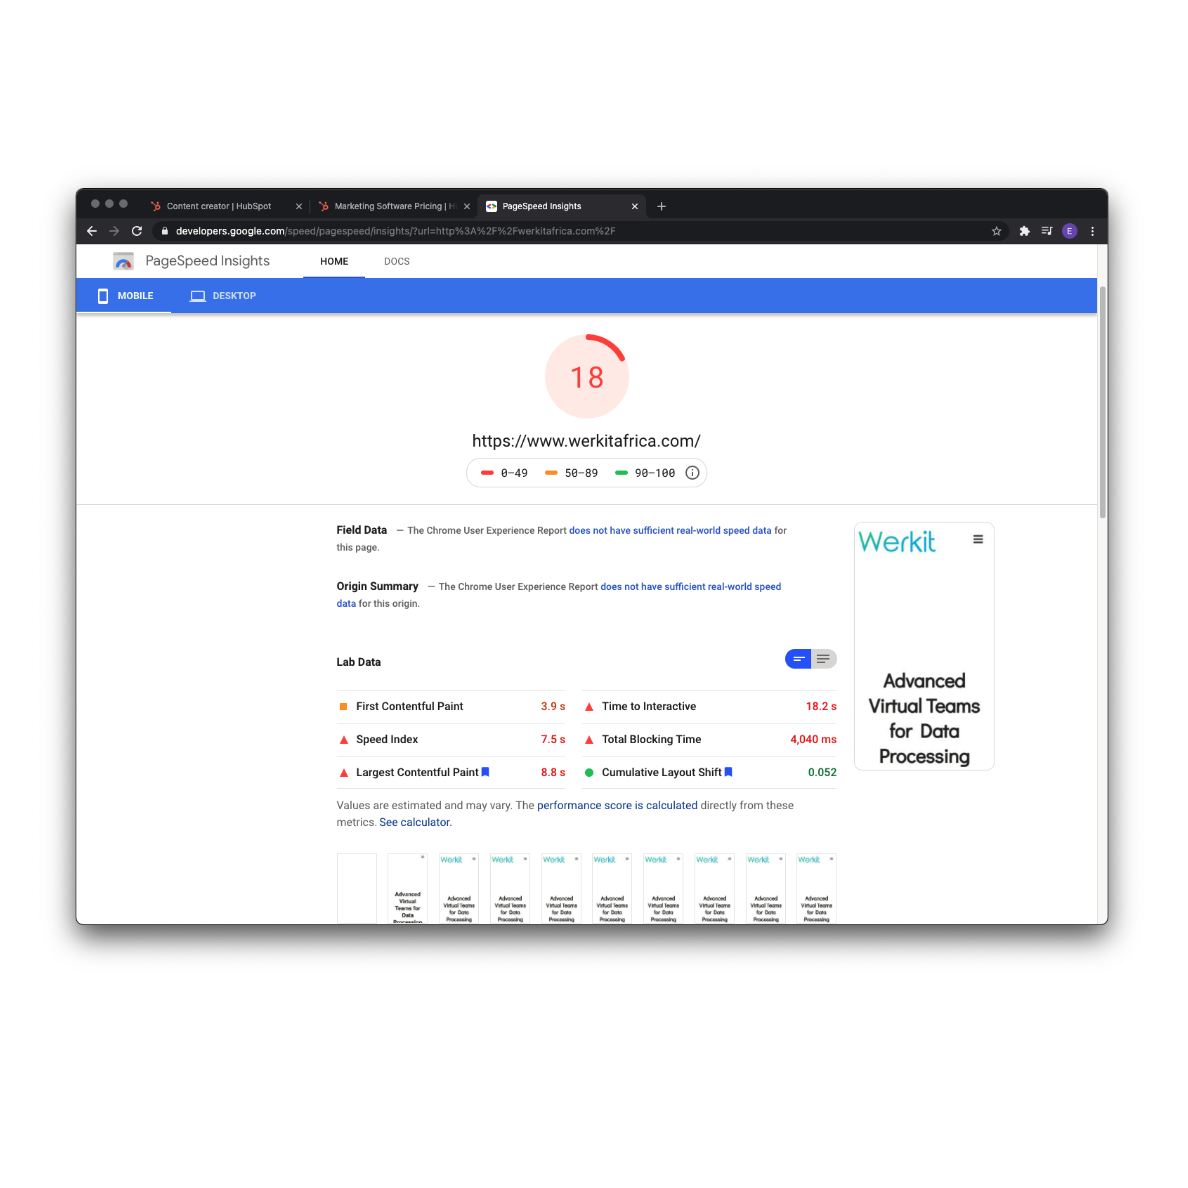 Content creator | HubSpot
Marketing Software Pricing | H
PageSpeed Insights
developers.google.com/speed/pagespeed/insights/?url=http%3A%2F%2Fwerkitafrica.com%2F
E
PageSpeed Insights
HOME
DOCS
MOBILE
DESKTOP
18
https://www.werkitafrica.com/
0–49
50–89
90–100
Field Data — The Chrome User Experience Report does not have sufficient real-world speed data for
this page.
Origin Summary — The Chrome User Experience Report does not have sufficient real-world speed
data for this origin.
Werkit
Advanced
Virtual Teams
for Data
Processing
Lab Data
First Contentful Paint 3.9 s
Time to Interactive 18.2 s
Speed Index 7.5 s
Total Blocking Time 4,040 ms
Largest Contentful Paint 8.8 s
Cumulative Layout Shift 0.052
Values are estimated and may vary. The performance score is calculated directly from these
metrics. See calculator.
Advanced
Virtual
Teams for
Data
Processing
Werkit
Advanced
Virtual Teams
for Data
Processing
Werkit
Advanced
Virtual Teams
for Data
Processing
Werkit
Advanced
Virtual Teams
for Data
Processing
Werkit
Advanced
Virtual Teams
for Data
Processing
Werkit
Advanced
Virtual Teams
for Data
Processing
Werkit
Advanced
Virtual Teams
for Data
Processing
Werkit
Advanced
Virtual Teams
for Data
Processing
Werkit
Advanced
Virtual Teams
for Data
Processing